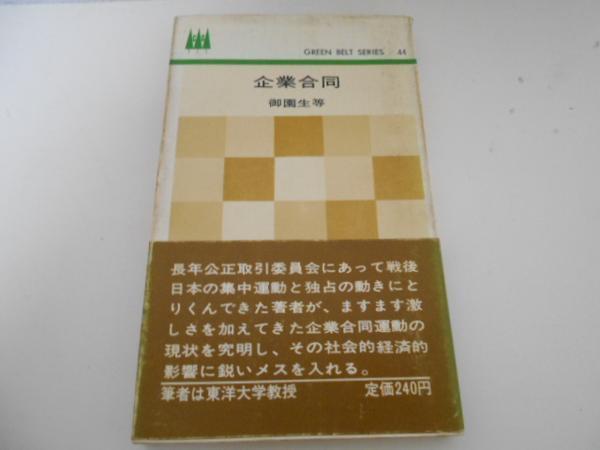 GREEN BELT SERIES 44
企業合同
御園生等
長年公正取引委員会にあって戦後
日本の集中運動と独占の動きにと
りくんできた著者が、ますます激
しさを加えてきた企業合同運動の
現状を究明し、その社会的経済的
影響に鋭いメスを入れる。
筆者は東洋大学教授 定価240円